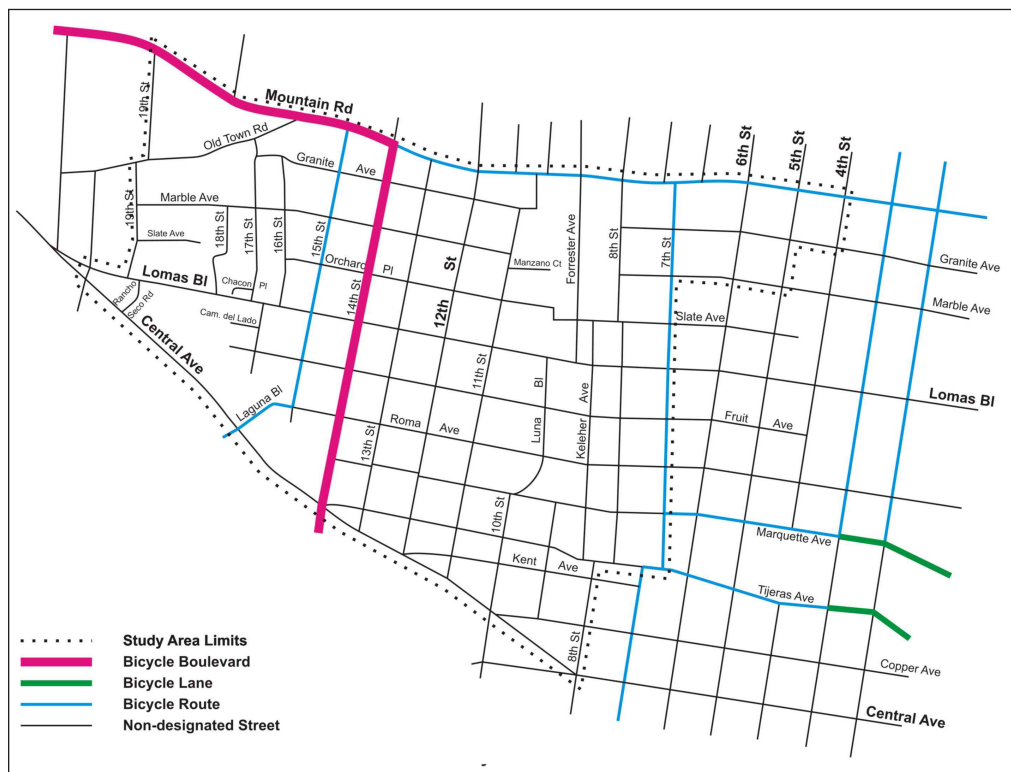 Mountain Rd
19th St
Old Town Rd
6th St
5th St
4th St
Granite Ave
Marble Ave
19th St
Slate Ave
18th St
17th St
16th St
15th St
Forrester Ave
8th St
7th St
Granite Ave
Manzano Ct
Orchard Pl
12th St
14th St
Lomas Bl
Chacon Pl
Rancho
Seco Rd
Marble Ave
Slate Ave
Cam. del Lado
Central Ave
11th St
Luna Bl
Keleher Ave
Lomas Bl
Laguna Bl
Roma Ave
Fruit Ave
13th St
10th St
Marquette Ave
Kent Ave
Tijeras Ave
8th St
Copper Ave
Central Ave
Study Area Limits
Bicycle Boulevard
Bicycle Lane
Bicycle Route
Non-designated Street